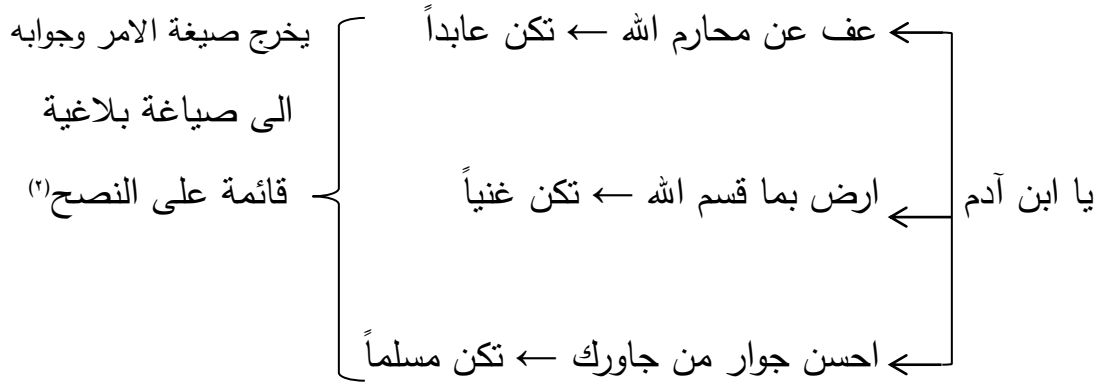 يا ابن آدم
عف عن محارم الله ← تكن عابداً
ارض بما قسم الله ← تكن غنياً
احسن جوار من جاورك ← تكن مسلماً
يخرج صيغة الامر وجوابه
الى صياغة بلاغية
قائمة على النصح(٢)